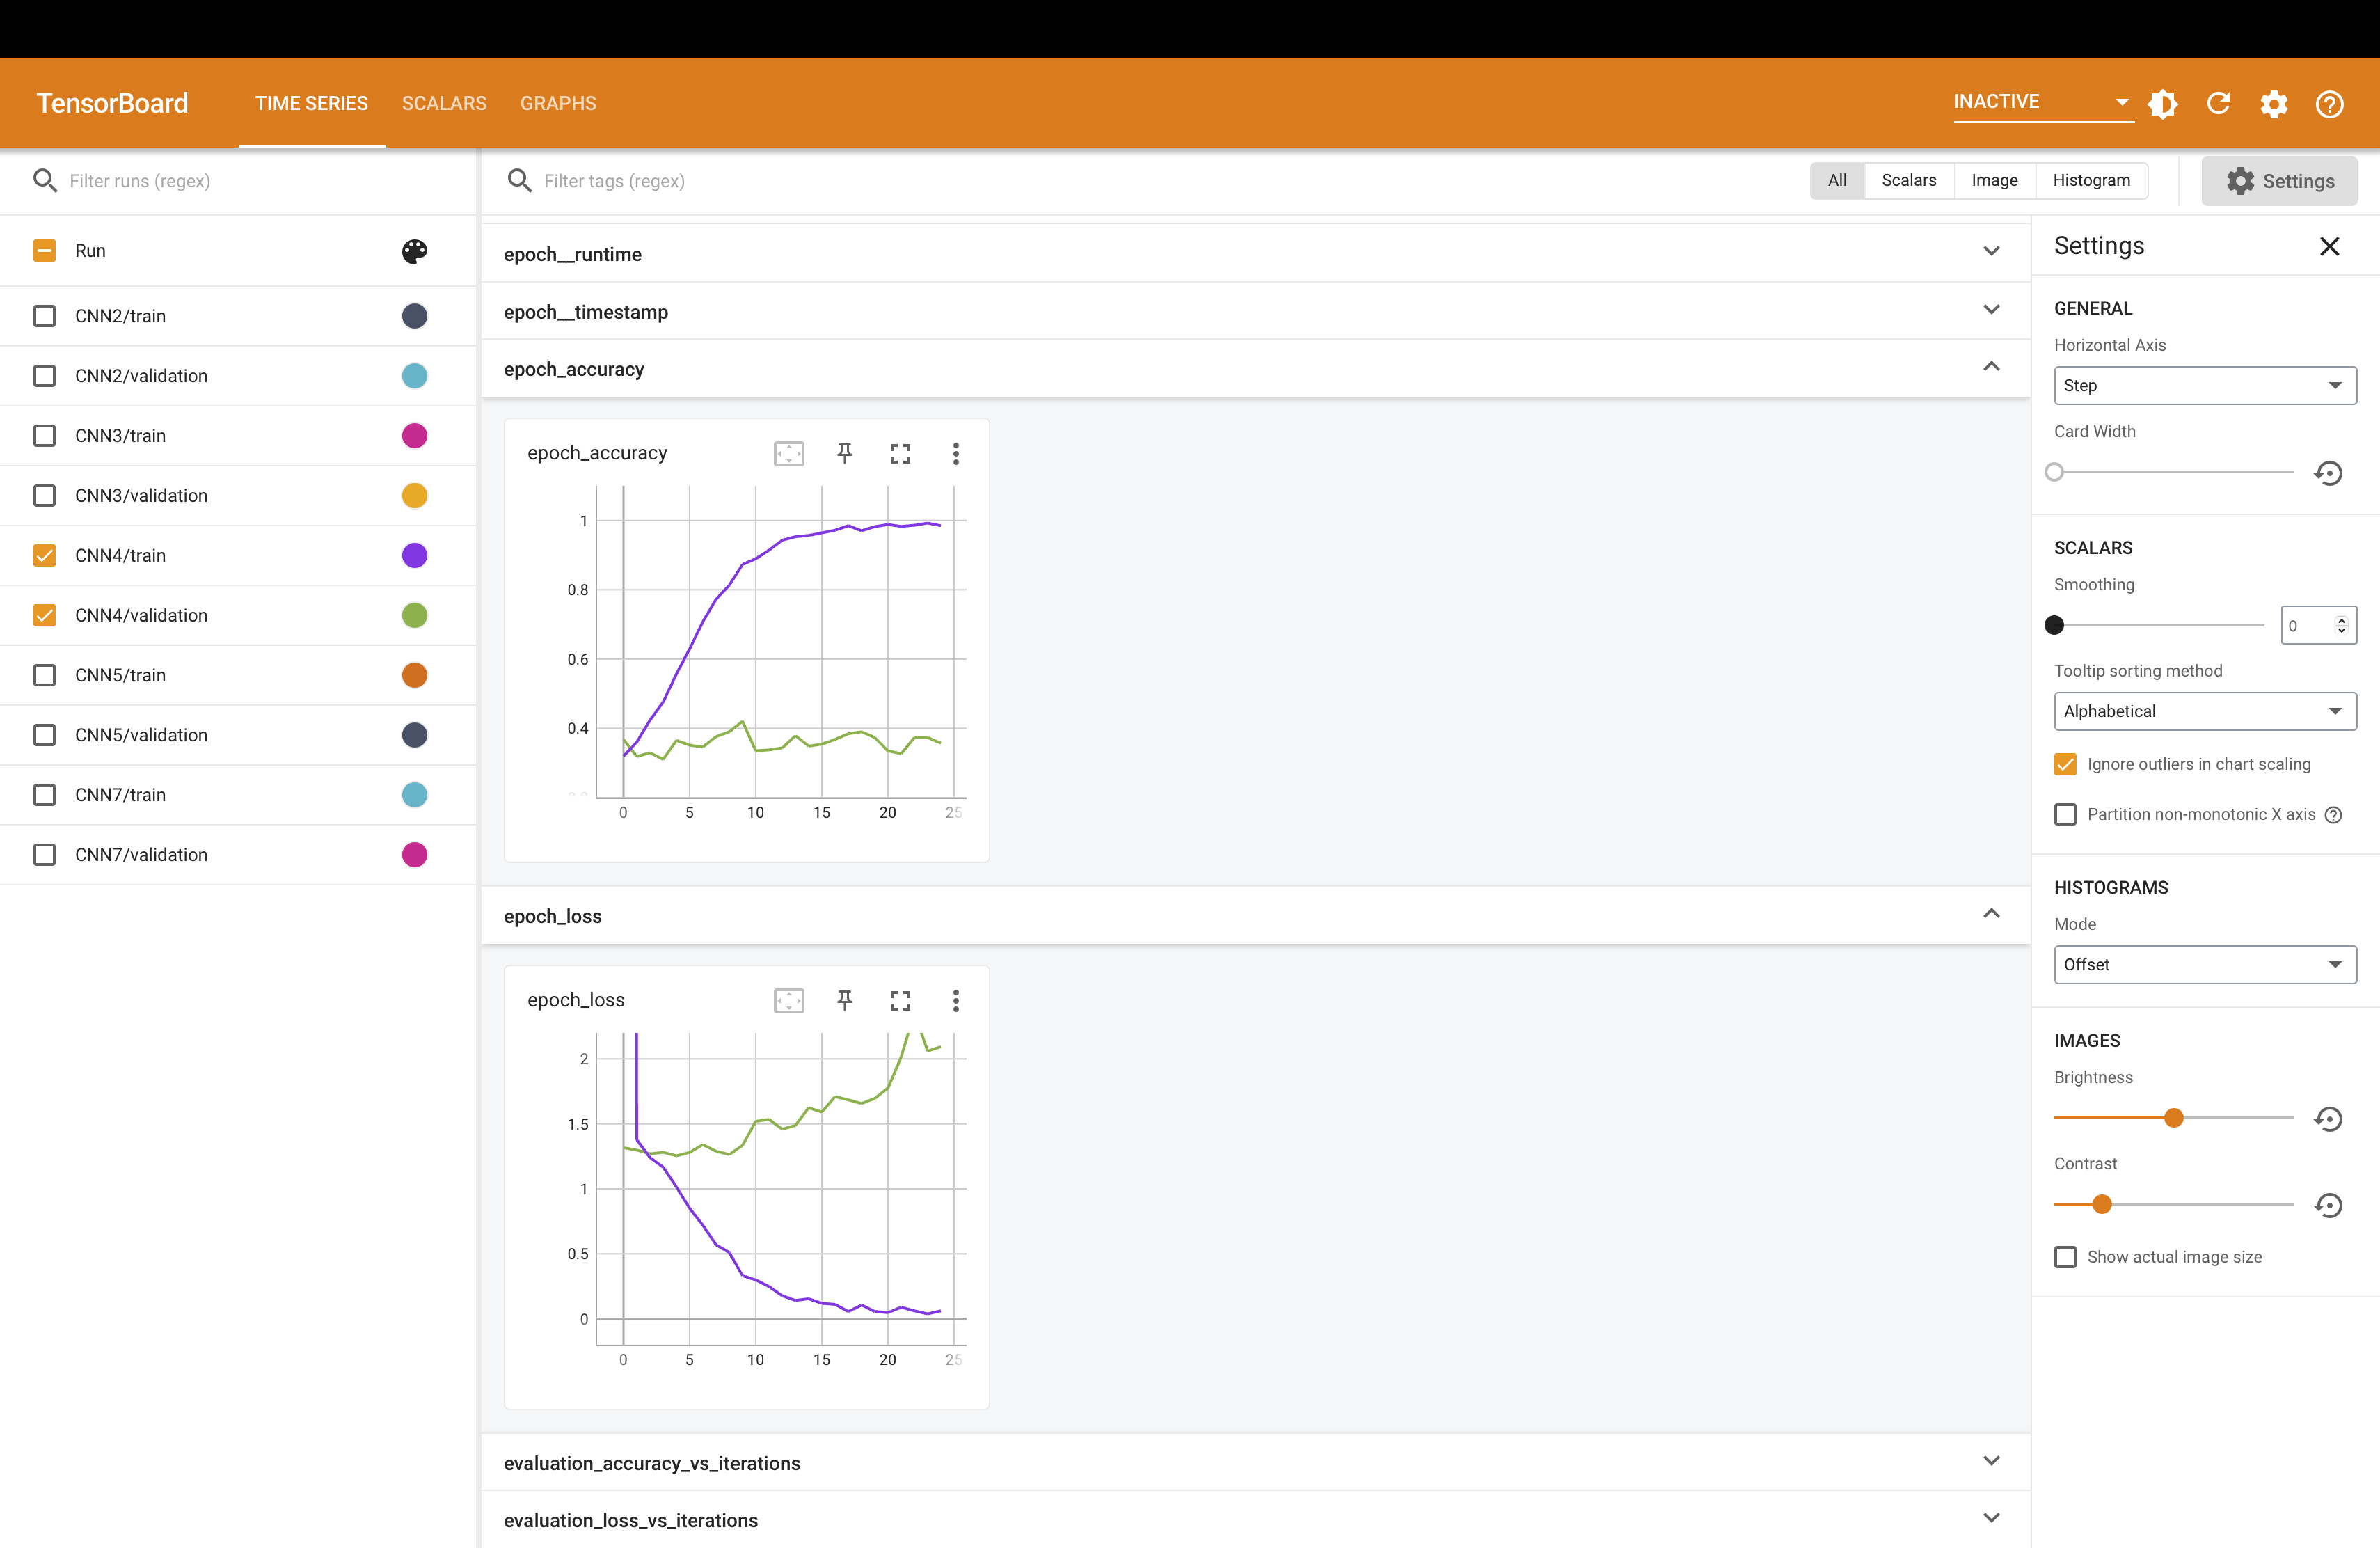 TensorBoard
TIME SERIES
SCALARS
GRAPHS
INACTIVE
Filter runs (regex)
Filter tags (regex)
All
Scalars
Image
Histogram
Settings
Run
CNN2/train
CNN2/validation
CNN3/train
CNN3/validation
CNN4/train
CNN4/validation
CNN5/train
CNN5/validation
CNN7/train
CNN7/validation
epoch__runtime
epoch__timestamp
epoch_accuracy
epoch_accuracy
1
0.8
0.6
0.4
0 5 10 15 20 25
epoch_loss
epoch_loss
2
1.5
1
0.5
0
0 5 10 15 20 25
evaluation_accuracy_vs_iterations
evaluation_loss_vs_iterations
Settings
GENERAL
Horizontal Axis
Step
Card Width
SCALARS
Smoothing
0
Tooltip sorting method
Alphabetical
Ignore outliers in chart scaling
Partition non-monotonic X axis
HISTOGRAMS
Mode
Offset
IMAGES
Brightness
Contrast
Show actual image size